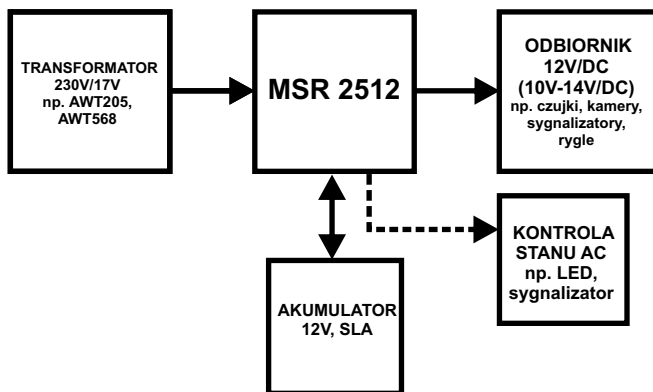 TRANSFORMATOR
230V/17V
np. AWT205,
AWT568
MSR 2512
ODBIORNIK
12V/DC
(10V-14V/DC)
np. czujki, kamery,
sygnalizatory,
rygle
KONTROLA
STANU AC
np. LED,
sygnalizator
AKUMULATOR
12V, SLA